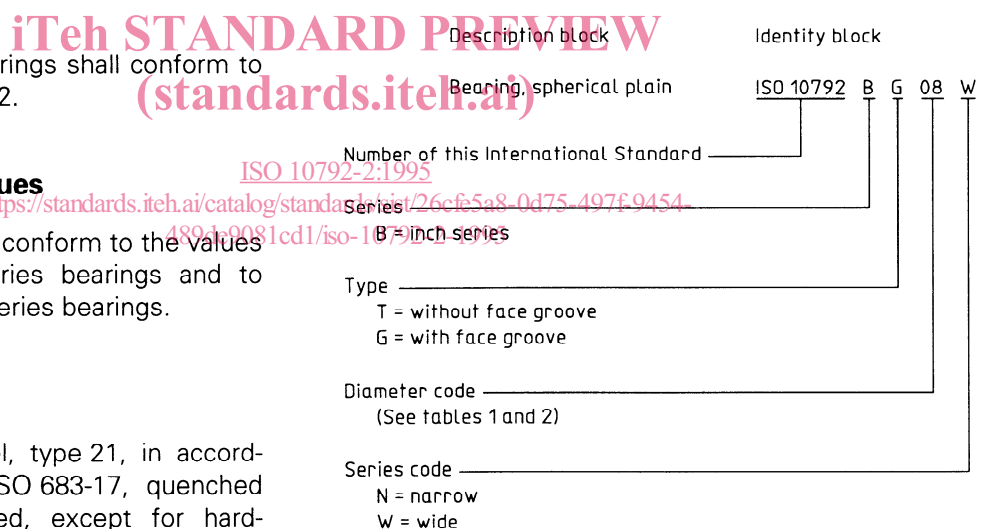 iTeh STANDARD PREVIEW
(standards.iteh.ai)
ISO 10792-2:1995
tps://standards.iteh.ai/catalog/standards/sist/26cfe5a8-0d75-497f-9454-
489de9081cd1/iso-10792-2-1995
rings shall conform to
2.
ues
conform to the values
ries bearings and to
eries bearings.
l, type 21, in accord-
SO 683-17, quenched
ed, except for hard-
Description block
Identity block
Bearing, spherical plain
ISO 10792 B G 08 W
Number of this International Standard
Series
B = inch series
Type
T = without face groove
G = with face groove
Diameter code
(See tables 1 and 2)
Series code
N = narrow
W = wide